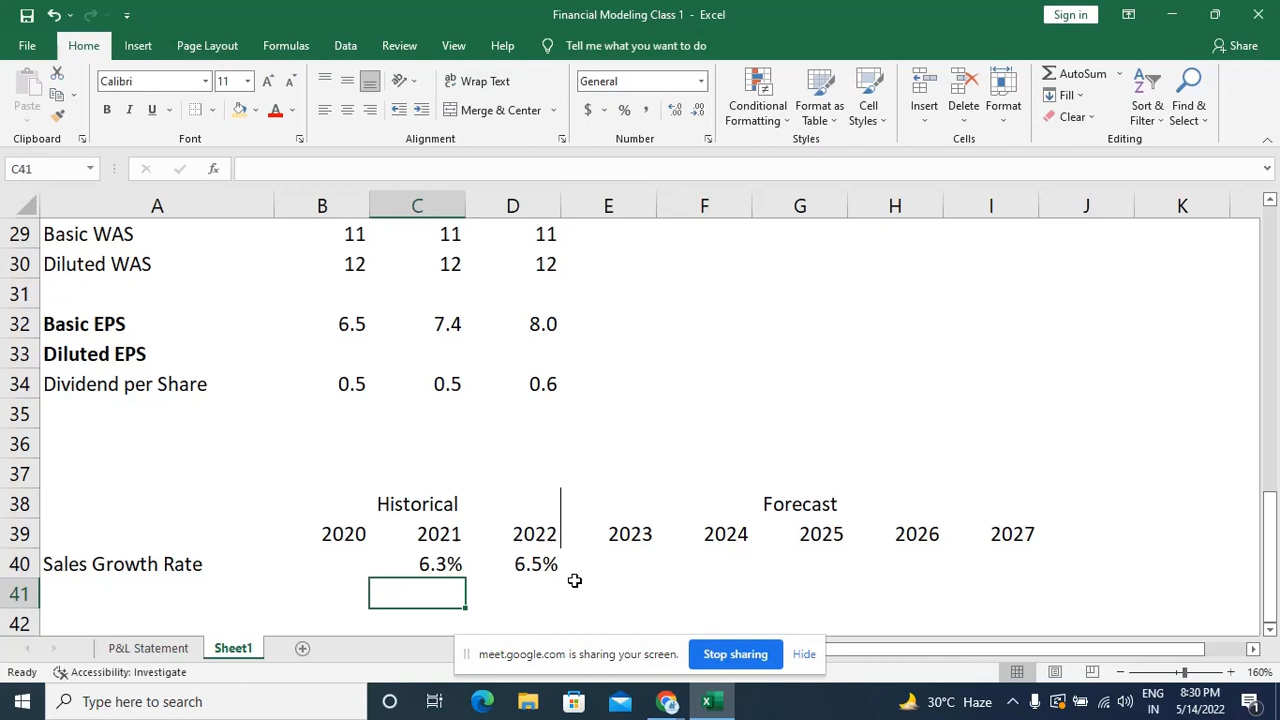 Financial Modeling Class 1 - Excel
Sign in
File Home Insert Page Layout Formulas Data Review View Help Tell me what you want to do Share
Paste
Calibri 11
B I U A
Wrap Text
Merge & Center
General
$ % ,
Conditional Formatting
Format as Table
Cell Styles
Insert Delete Format
AutoSum
Fill
Clear
Sort & Filter
Find & Select
Clipboard Font Alignment Number Styles Cells Editing
C41 fx
A B C D E F G H I J K
29 Basic WAS 11 11 11
30 Diluted WAS 12 12 12
31
32 Basic EPS 6.5 7.4 8.0
33 Diluted EPS
34 Dividend per Share 0.5 0.5 0.6
35
36
37
38 Historical Forecast
39 2020 2021 2022 2023 2024 2025 2026 2027
40 Sales Growth Rate 6.3% 6.5%
41
42
P&L Statement Sheet1
meet.google.com is sharing your screen. Stop sharing Hide
Ready Accessibility: Investigate 160%
Type here to search
30°C Haze
ENG IN
8:30 PM
5/14/2022
1